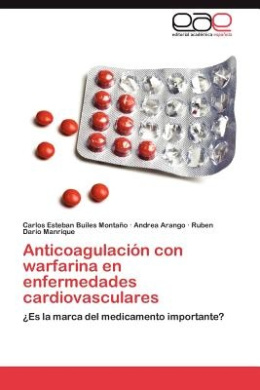 eae
editorial académica española
Carlos Esteban Builes Montaño · Andrea Arango · Ruben
Dario Manrique
Anticoagulación con
warfarina en
enfermedades
cardiovasculares
¿Es la marca del medicamento importante?